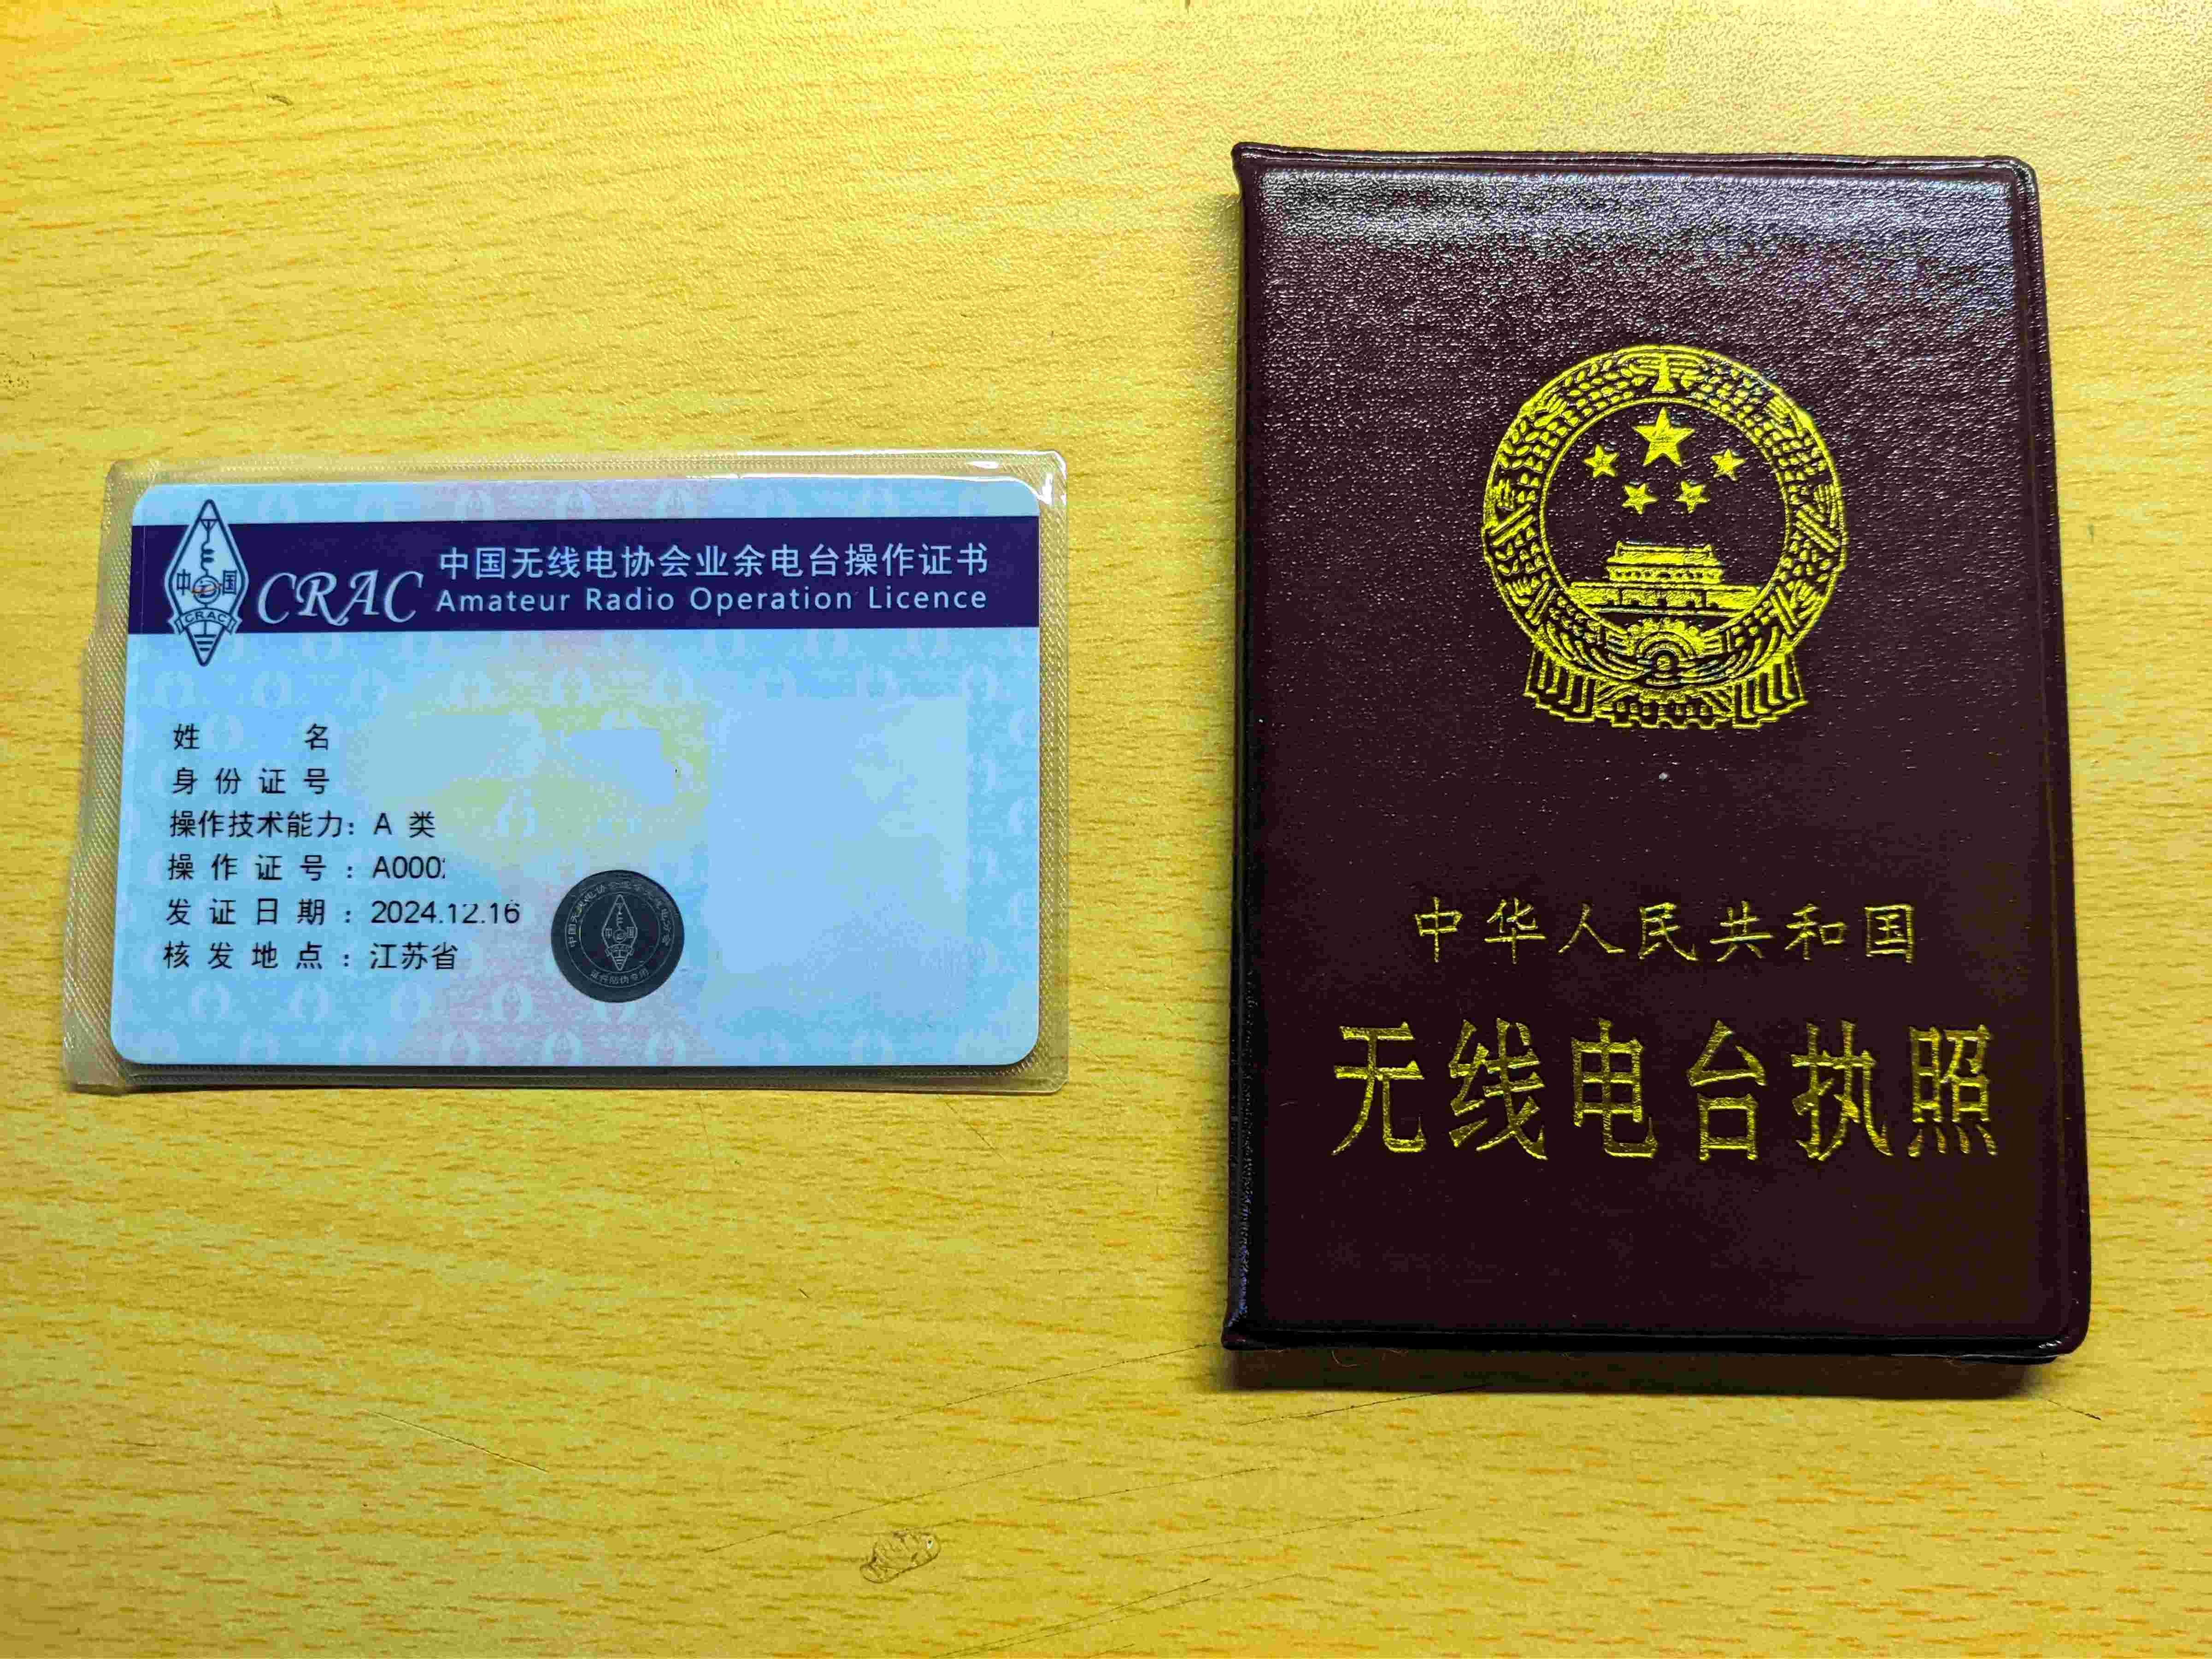 中国无线电协会业余电台操作证书
CRAC
Amateur Radio Operation Licence
中国
CRAC
姓名
身份证号
操作技术能力：A 类
操作证号：A000
发证日期：2024.12.16
核发地点：江苏省
中华人民共和国
无线电台执照